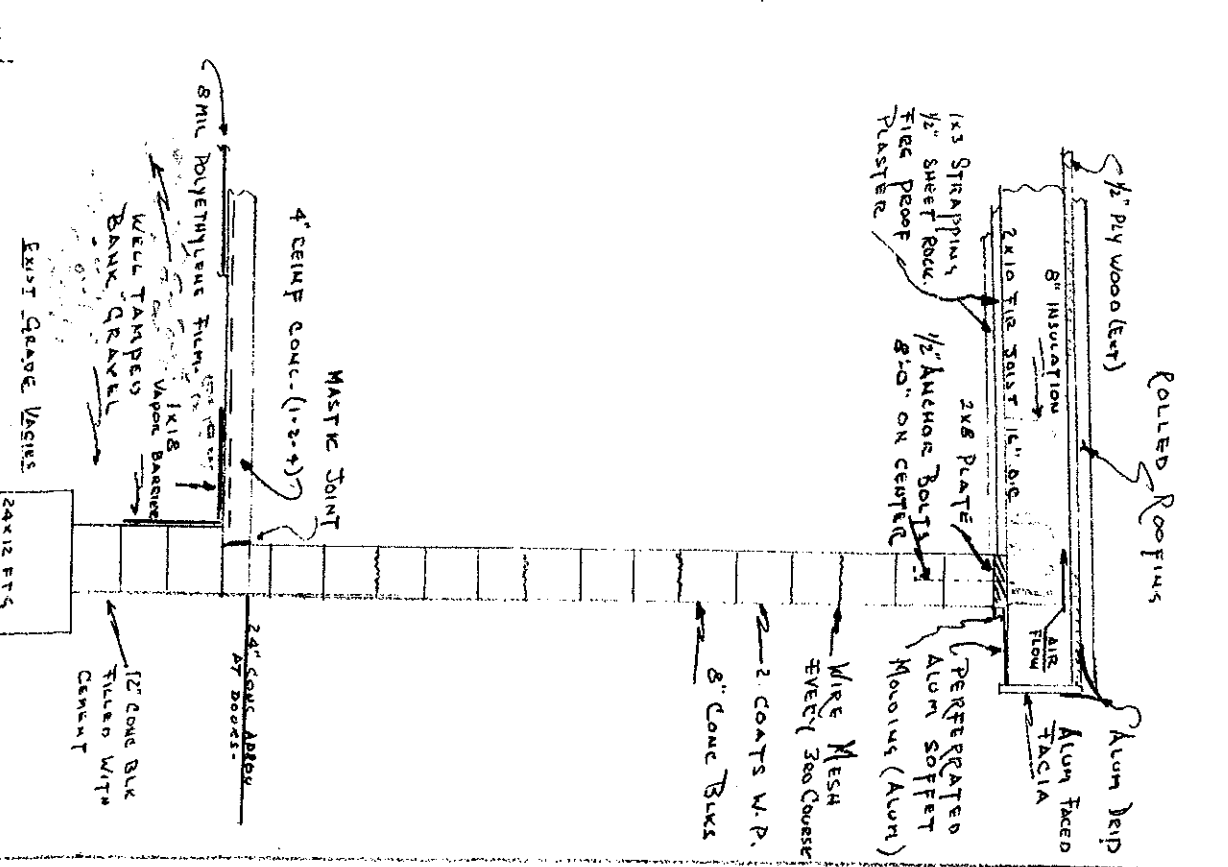 ROLLED ROOFING
1/2" PLYWOOD (EXT)
8" INSULATION
2x10 FIR JOIST 16" O.C
1x3 STRAPPING
1/2" SHEET ROCK.
FIRE PROOF
PLASTER
AIR
FLOW
ALUM DRIP
ALUM FACED
FACIA
PERFERRATED
ALUM SOFFET
MOLDING (ALUM)
2x8 PLATE
1/2" ANCHOR BOLTS
8'-0" ON CENTER
WIRE MESH
EVERY 3RD COURSE
2 COATS W.P.
8" CONC BLKS
MASTIC JOINT
4" REINF CONC-(1-2-4)
8 MIL POLYETHYLENE FILM
1x18
VAPOR BARRIER
WELL TAMPED
BANK GRAVEL
EXIST GRADE VARIES
24" CONC APRON
AT DOORS-
12" CONC BLK
FILLED WITH
CEMENT
24x12 FTG